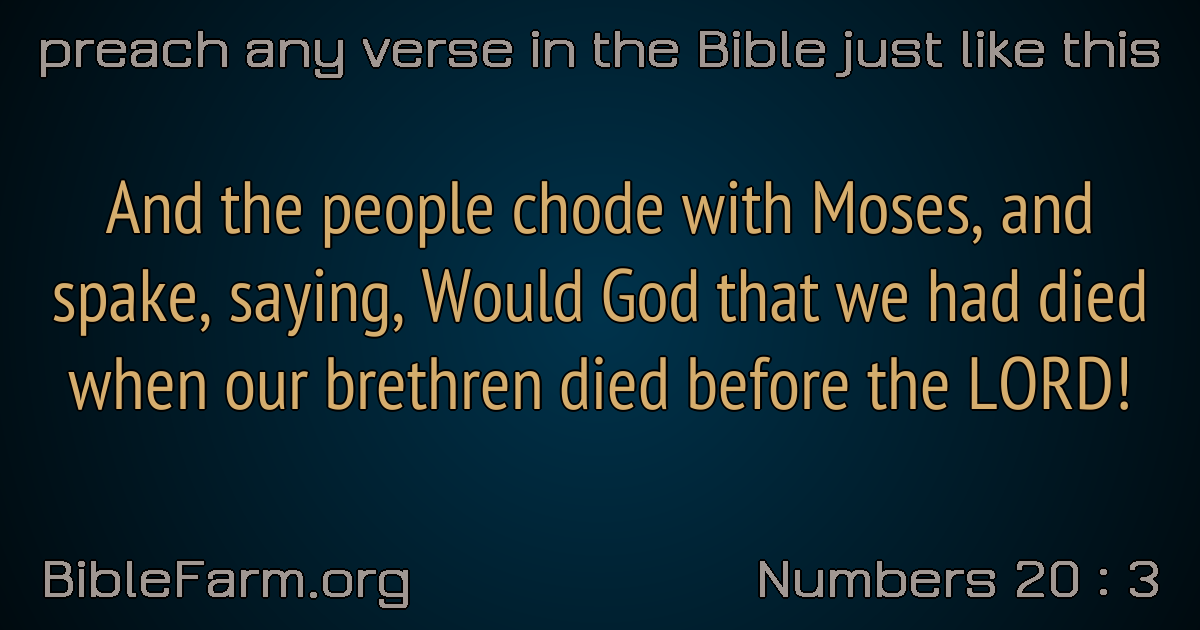 preach any verse in the Bible just like this
And the people chode with Moses, and
spake, saying, Would God that we had died
when our brethren died before the LORD!
BibleFarm.org
Numbers 20 : 3